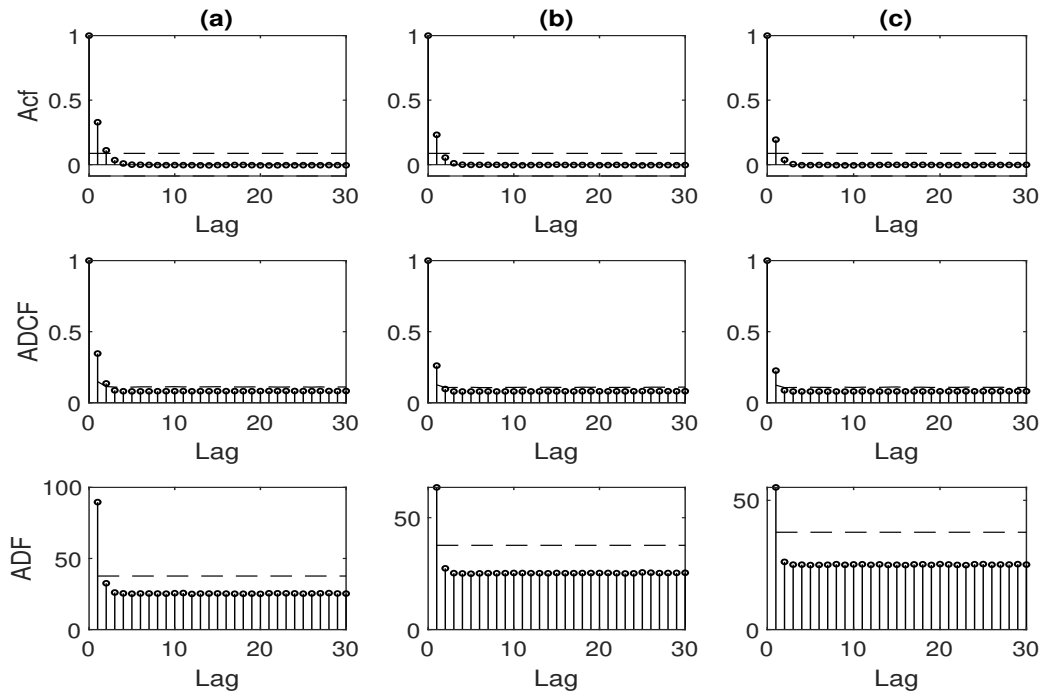 (a) (b) (c)
1 1 1
Acf 0.5 0.5 0.5
0 0 0
0 10 20 30 0 10 20 30 0 10 20 30
Lag Lag Lag
1 1 1
ADCF 0.5 0.5 0.5
0 0 0
0 10 20 30 0 10 20 30 0 10 20 30
Lag Lag Lag
100
ADF 50 50 50
0 0 0
0 10 20 30 0 10 20 30 0 10 20 30
Lag Lag Lag